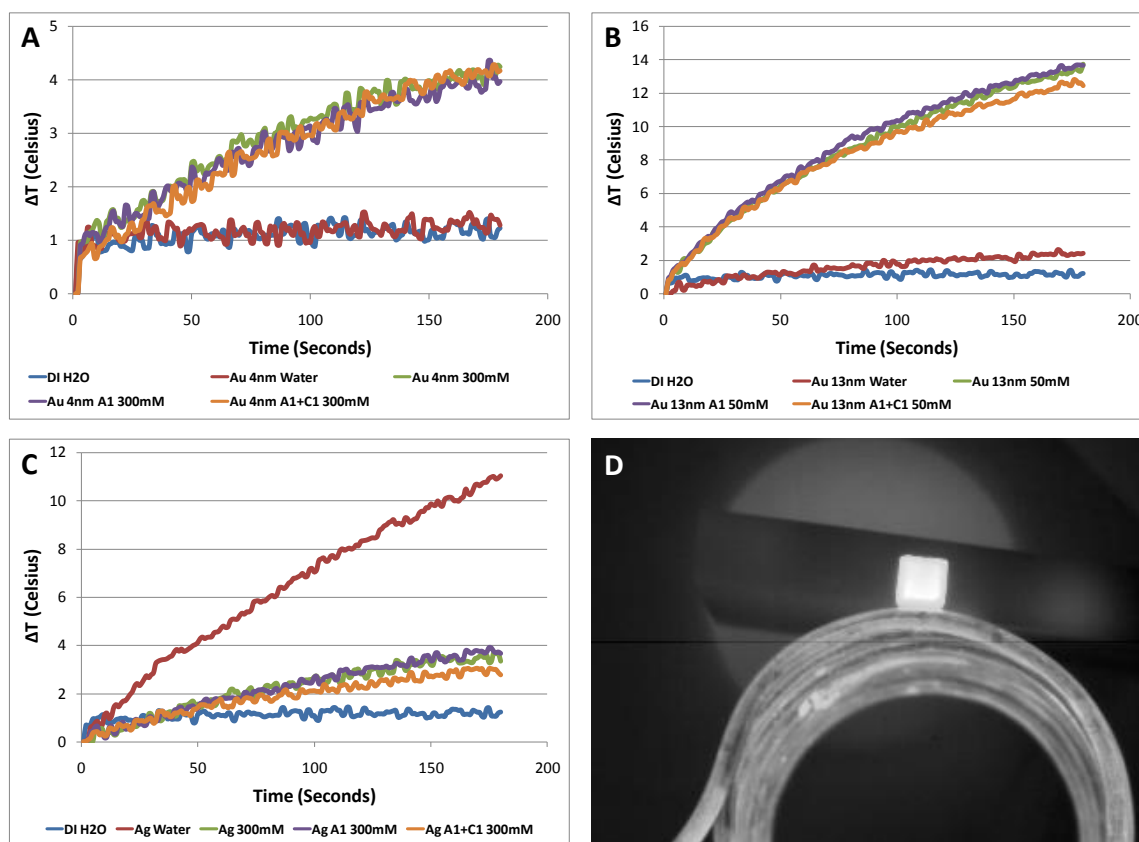 A
ΔT (Celsius)
5
4
3
2
1
0
0 50 100 150 200
Time (Seconds)
DI H2O Au 4nm Water Au 4nm 300mM
Au 4nm A1 300mM Au 4nm A1+C1 300mM
B
ΔT (Celsius)
16
14
12
10
8
6
4
2
0
0 50 100 150 200
Time (Seconds)
DI H2O Au 13nm Water Au 13nm 50mM
Au 13nm A1 50mM Au 13nm A1+C1 50mM
C
ΔT (Celsius)
12
10
8
6
4
2
0
0 50 100 150 200
Time (Seconds)
DI H2O Ag Water Ag 300mM Ag A1 300mM Ag A1+C1 300mM
D